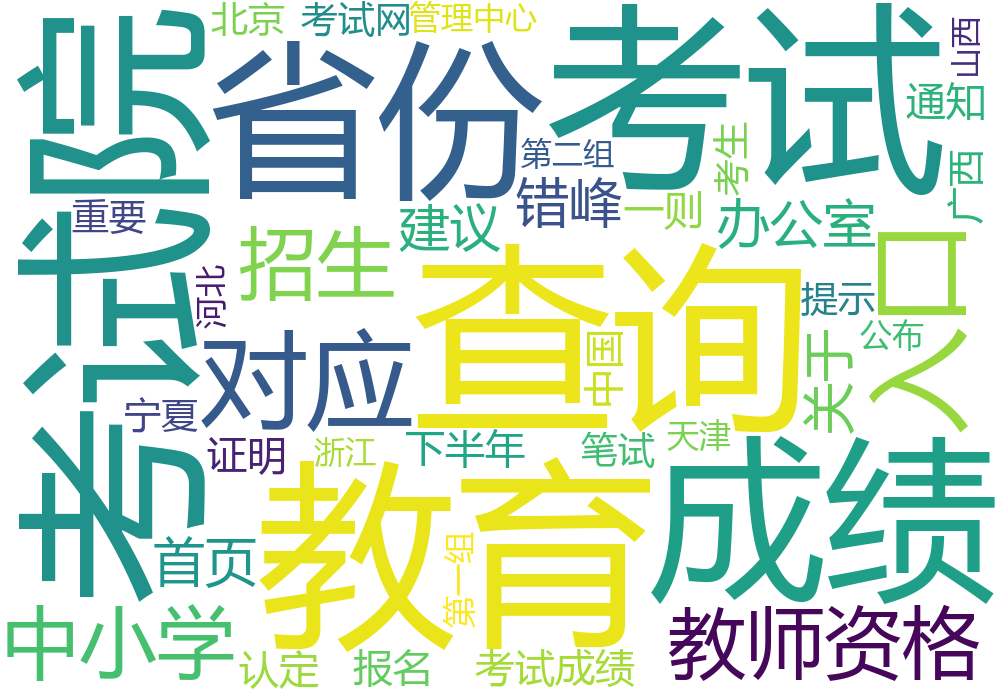 北京
考试网
管理中心
考试院
省份
考试
山西
通知
第二组
考生
广西
重要
建议
错峰
一则
办公室
招生
查询
入口
河北
提示
对应
中国
关于
公布
宁夏
证明
浙江
下半年
笔试
天津
教育
成绩
首页
第一组
中小学
认定
报名
考试成绩
教师资格